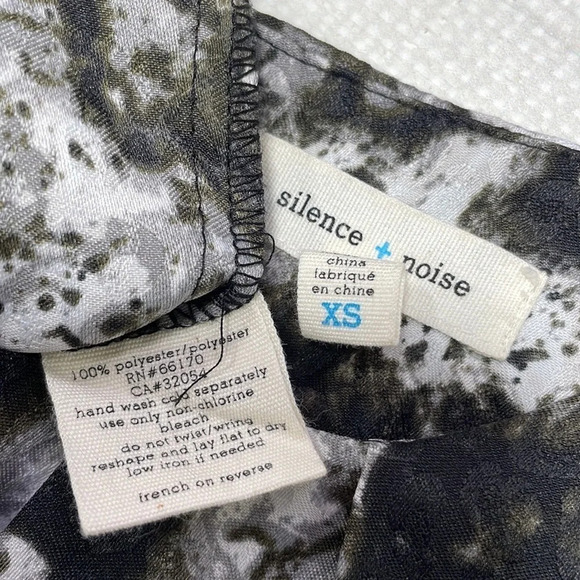 silence + noise
china
fabriqué
en chine
XS
100% polyester/polyester
RN#66170
CA#32054
hand wash cold separately
use only non-chlorine
bleach
do not twist/wring
reshape and lay flat to dry
low iron if needed
french on reverse